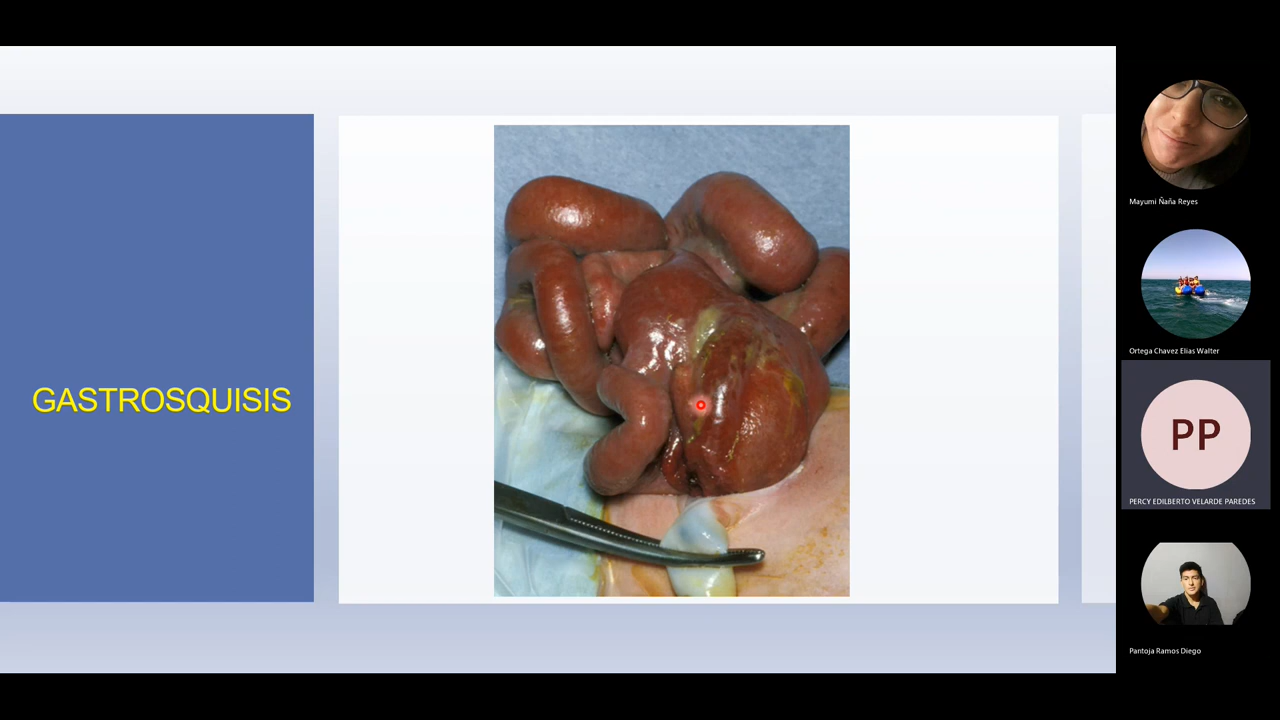 GASTROSQUISIS
Mayumi Ñaña Reyes
Ortega Chavez Elias Walter
PP
PERCY EDILBERTO VELARDE PAREDES
Pantoja Ramos Diego